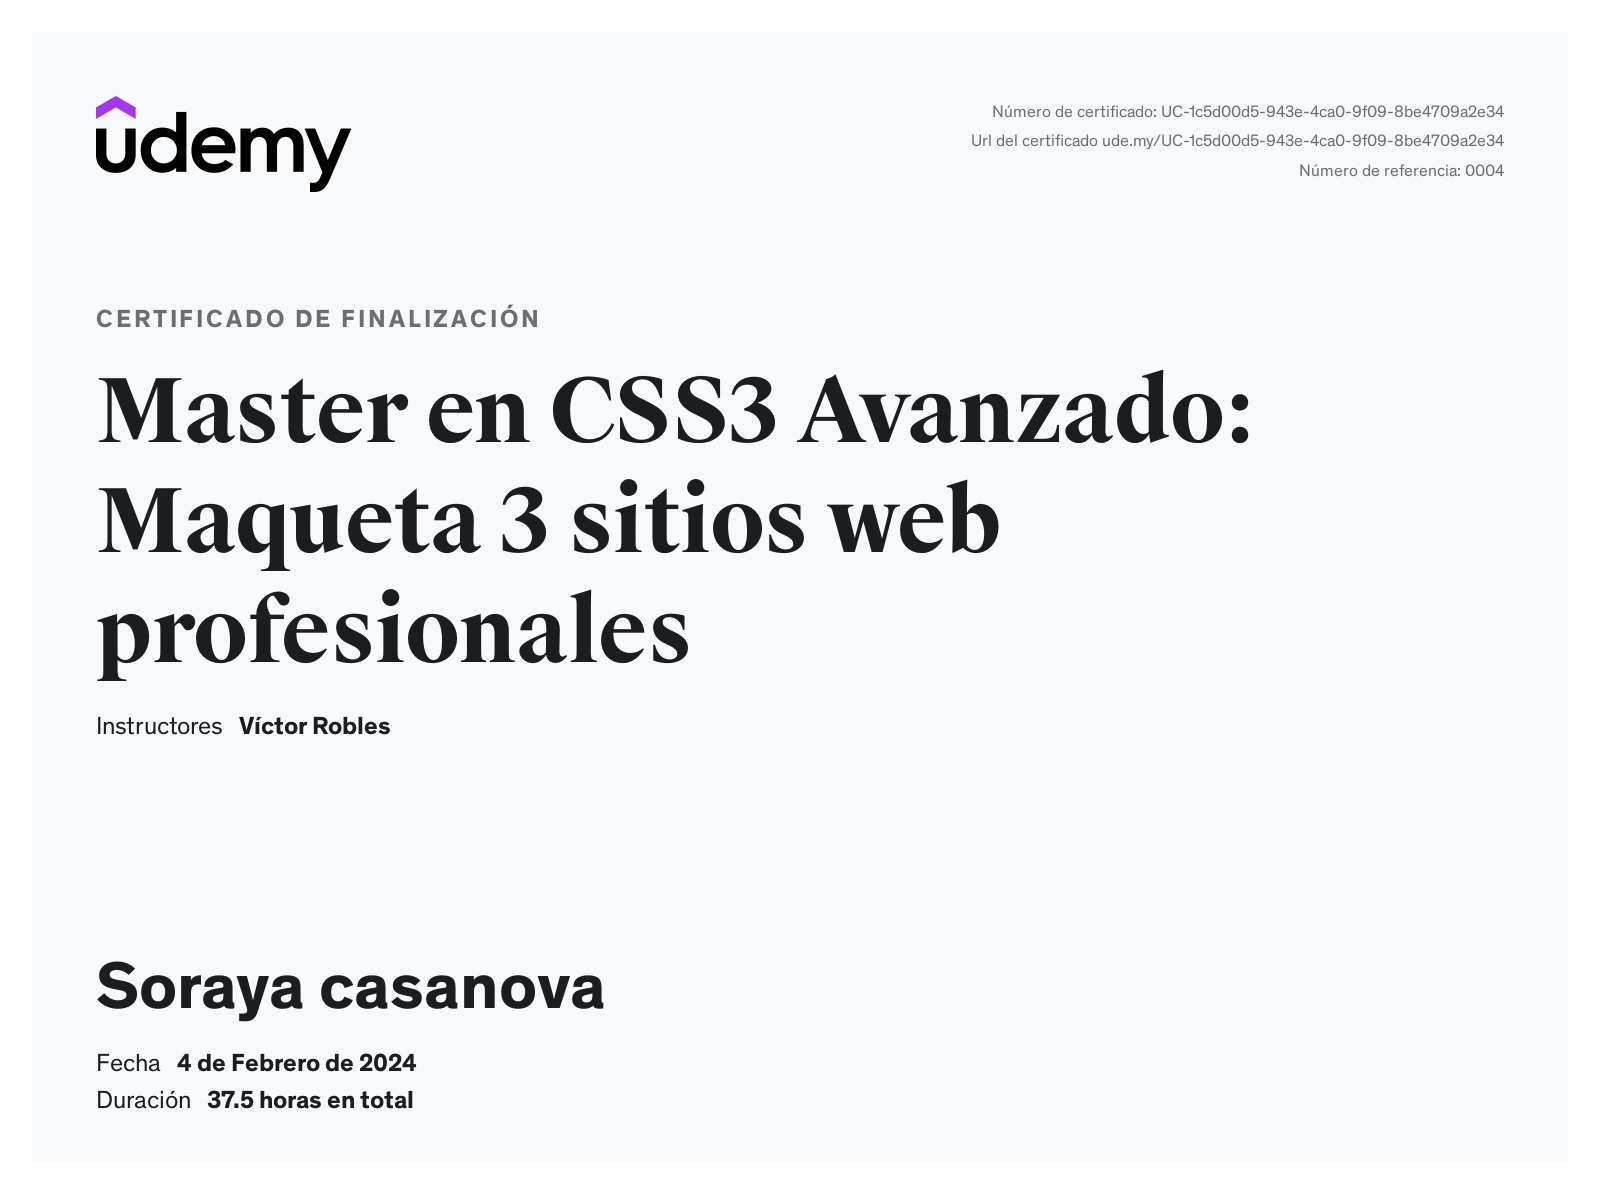 udemy
Número de certificado: UC-1c5d00d5-943e-4ca0-9f09-8be4709a2e34
Url del certificado ude.my/UC-1c5d00d5-943e-4ca0-9f09-8be4709a2e34
Número de referencia: 0004
CERTIFICADO DE FINALIZACIÓN
Master en CSS3 Avanzado:
Maqueta 3 sitios web
profesionales
Instructores Víctor Robles
Soraya casanova
Fecha 4 de Febrero de 2024
Duración 37.5 horas en total